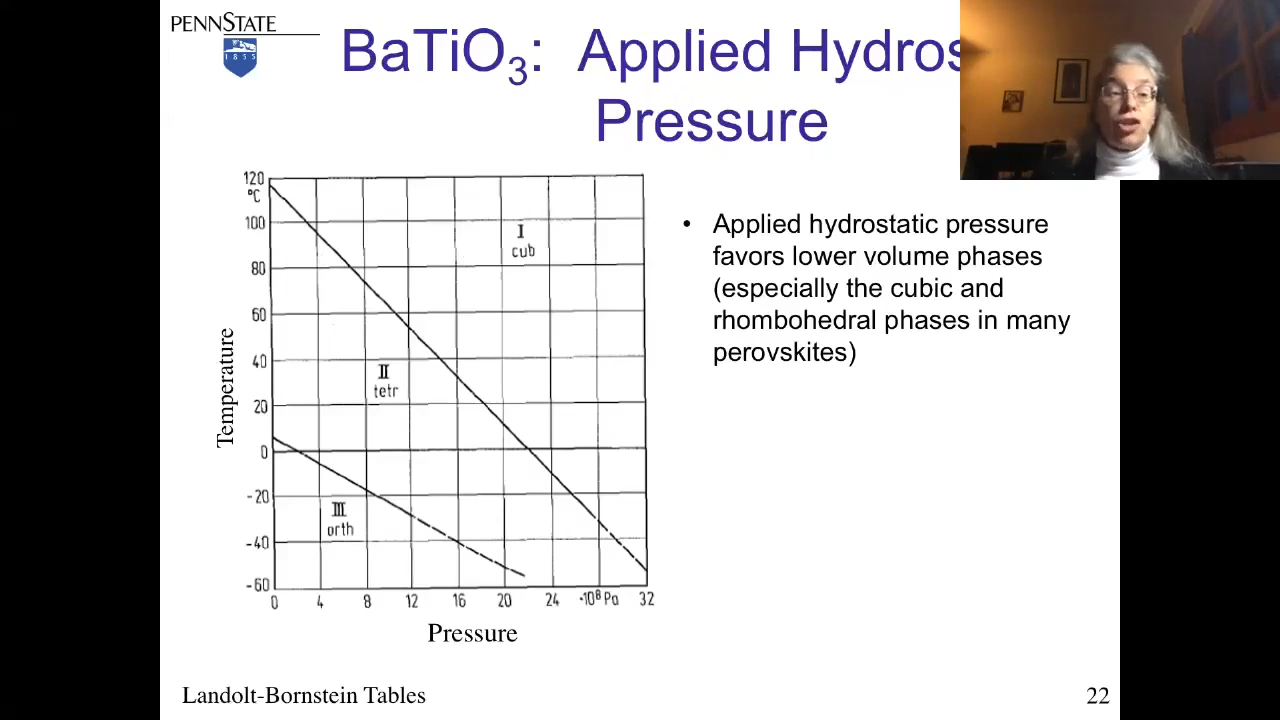 PENNSTATE
1855
BaTiO₃: Applied Hydros
Pressure
120
°C
100
80
60
40
20
0
-20
-40
-60
I
cub
II
tetr
III
orth
Temperature
0 4 8 12 16 20 24 ·10⁸ Pa 32
Pressure
• Applied hydrostatic pressure
favors lower volume phases
(especially the cubic and
rhombohedral phases in many
perovskites)
Landolt-Bornstein Tables
22